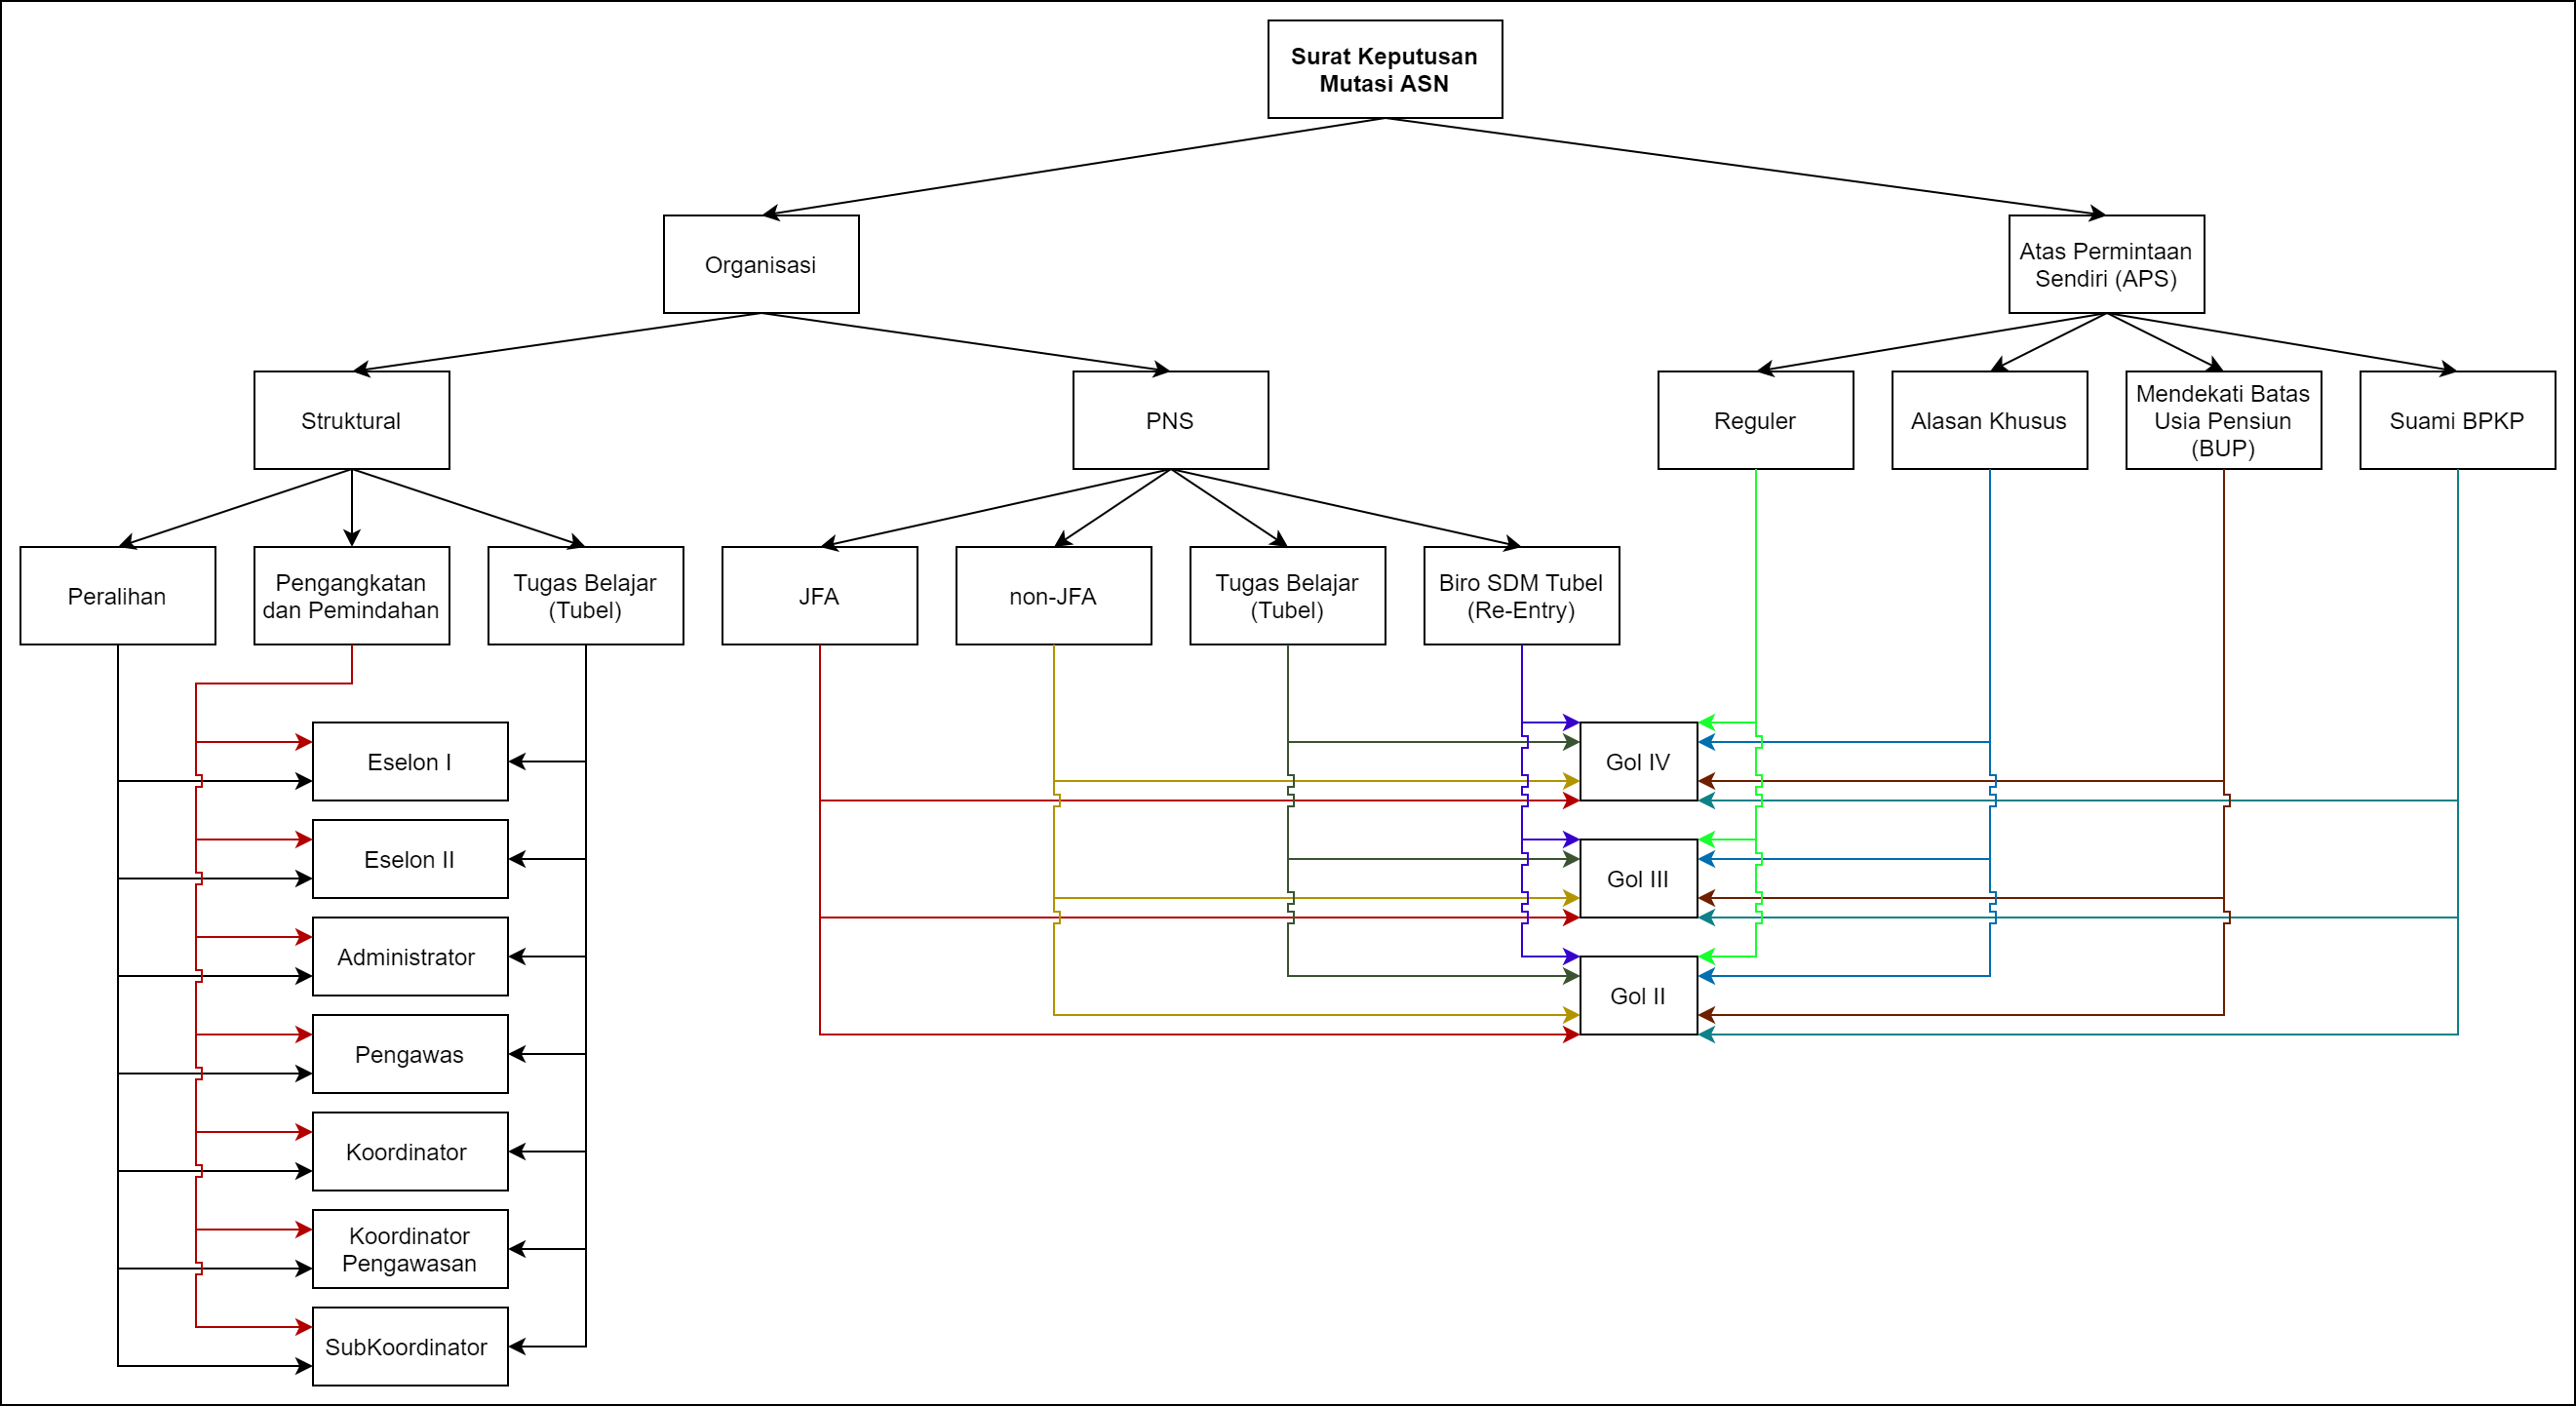 Surat Keputusan
Mutasi ASN
Organisasi
Atas Permintaan
Sendiri (APS)
Struktural
PNS
Reguler
Alasan Khusus
Mendekati Batas
Usia Pensiun
(BUP)
Suami BPKP
Peralihan
Pengangkatan
dan Pemindahan
Tugas Belajar
(Tubel)
JFA
non-JFA
Tugas Belajar
(Tubel)
Biro SDM Tubel
(Re-Entry)
Eselon I
Eselon II
Administrator
Pengawas
Koordinator
Koordinator
Pengawasan
SubKoordinator
Gol IV
Gol III
Gol II